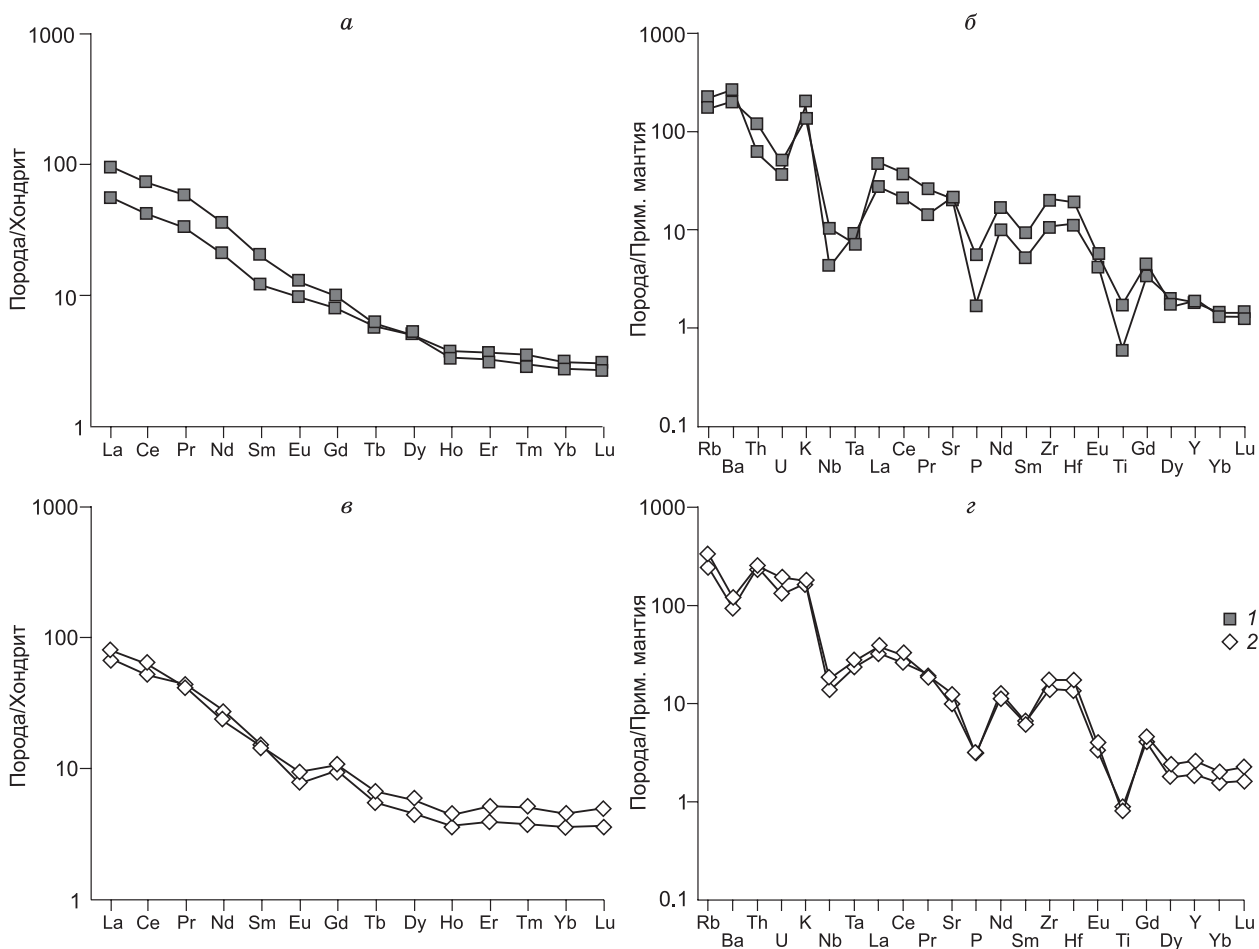 а
1000
100
10
1
Порода/Хондрит
La Ce Pr Nd Sm Eu Gd Tb Dy Ho Er Tm Yb Lu
б
1000
100
10
1
0.1
Порода/Прим. мантия
Rb Th K Ta Ce Sr Nd Zr Eu Gd Y Lu
Ba U Nb La Pr P Sm Hf Ti Dy Yb
в
1000
100
10
1
Порода/Хондрит
La Ce Pr Nd Sm Eu Gd Tb Dy Ho Er Tm Yb Lu
г
1000
100
10
1
0.1
Порода/Прим. мантия
Rb Th K Ta Ce Sr Nd Zr Eu Gd Y Lu
Ba U Nb La Pr P Sm Hf Ti Dy Yb
1
2